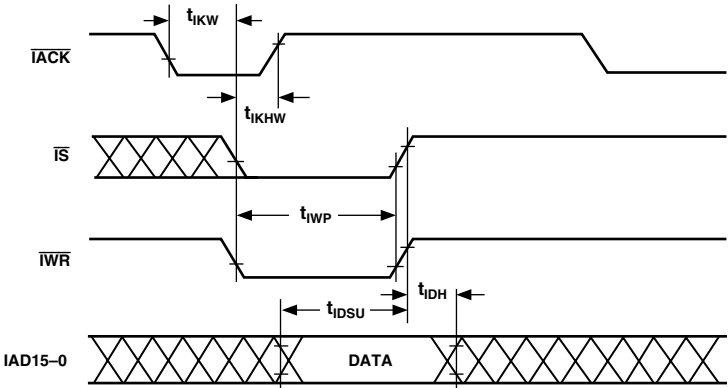 tIKW
IACK
tIKHW
IS
tIWP
IWR
tIDH
tIDSU
IAD15–0
DATA